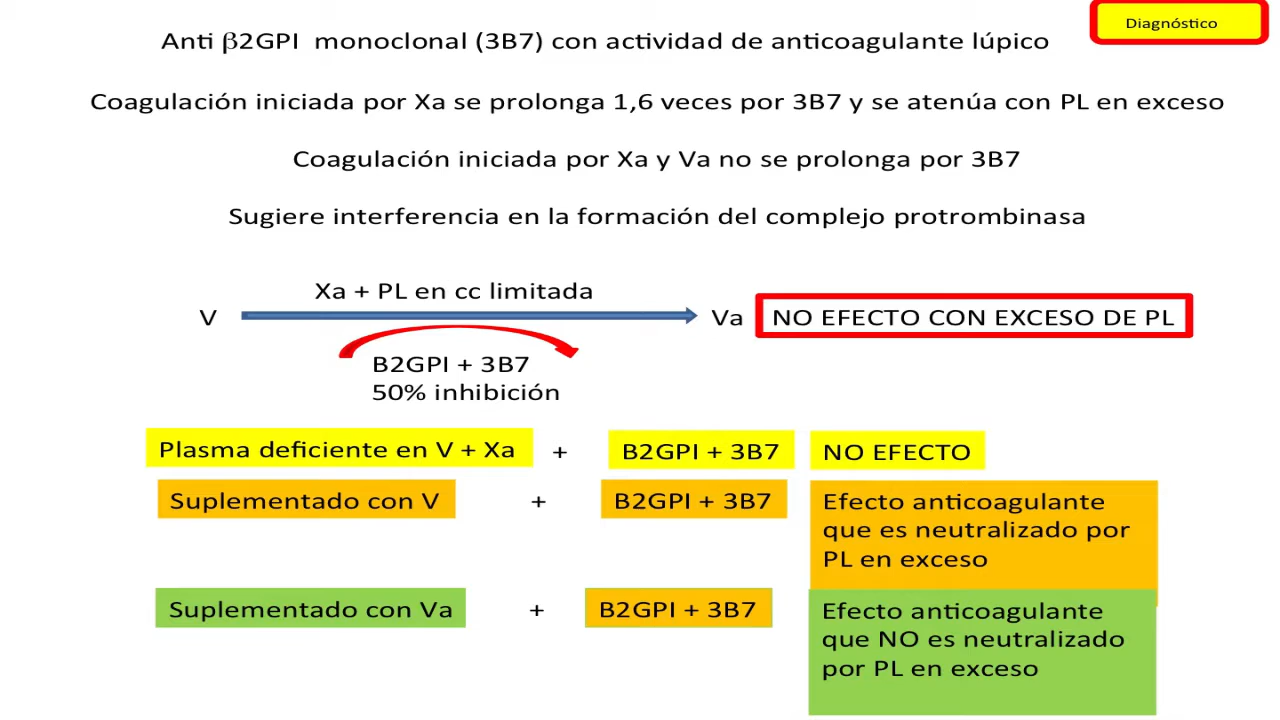 Diagnóstico
Anti β2GPI monoclonal (3B7) con actividad de anticoagulante lúpico
Coagulación iniciada por Xa se prolonga 1,6 veces por 3B7 y se atenúa con PL en exceso
Coagulación iniciada por Xa y Va no se prolonga por 3B7
Sugiere interferencia en la formación del complejo protrombinasa
Xa + PL en cc limitada
V Va NO EFECTO CON EXCESO DE PL
B2GPI + 3B7
50% inhibición
Plasma deficiente en V + Xa + B2GPI + 3B7 NO EFECTO
Suplementado con V + B2GPI + 3B7 Efecto anticoagulante
que es neutralizado por
PL en exceso
Suplementado con Va + B2GPI + 3B7 Efecto anticoagulante
que NO es neutralizado
por PL en exceso